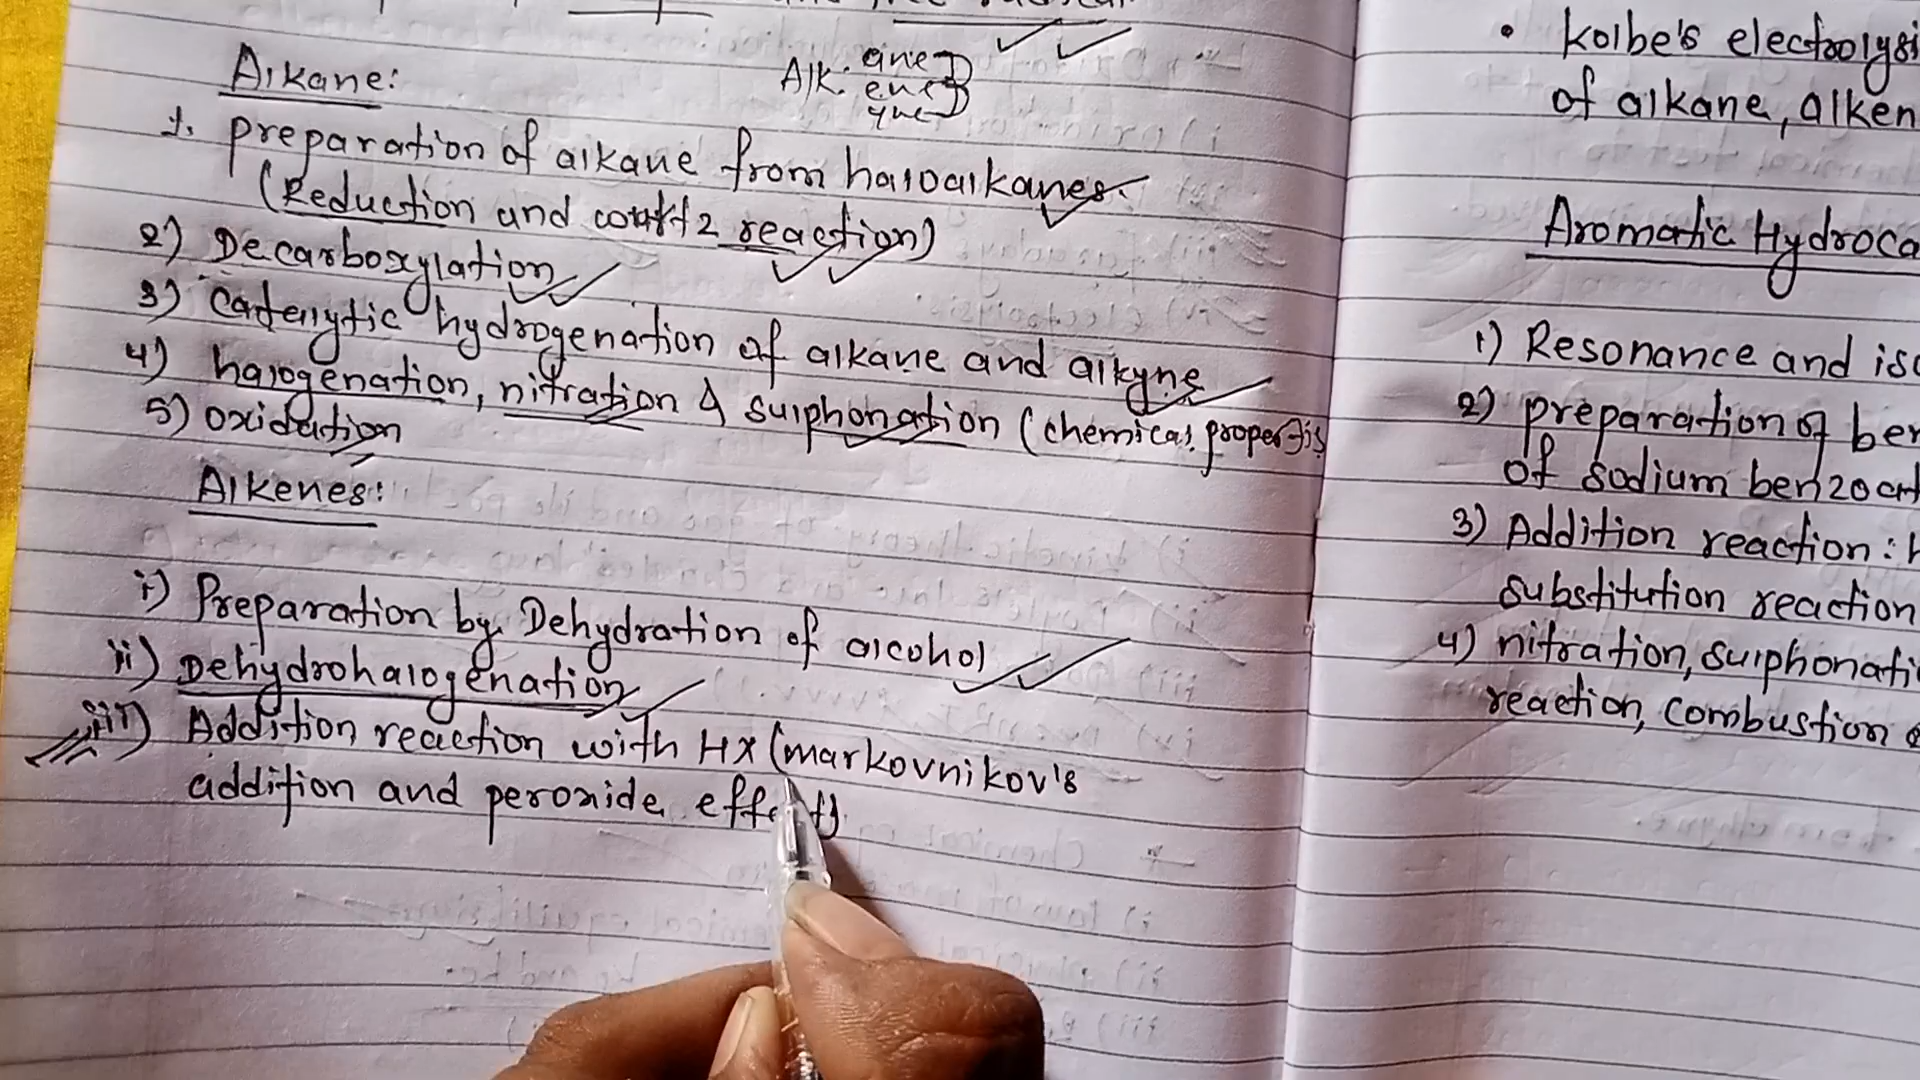 Alkane:
Alk. ane
ene
yne
1. preparation of alkane from haloalkanes.
(Reduction and wurtz reaction)
2) Decarboxylation
3) Catalytic hydrogenation of alkane and alkyne
4) halogenation, nitration & sulphonation (chemical propertis
5) oxidation
Alkenes:
i) Preparation by Dehydration of alcohol
ii) Dehydrohalogenation
iii) Addition reaction with HX (markovnikov's
addition and peroxide effect)
• Kolbe's electrolysi
of alkane, alken
Aromatic Hydroca
1) Resonance and iso
2) preparation of ben
of sodium benzoat
3) Addition reaction: H
substitution reaction
4) nitration, sulphonati
reaction, combustion